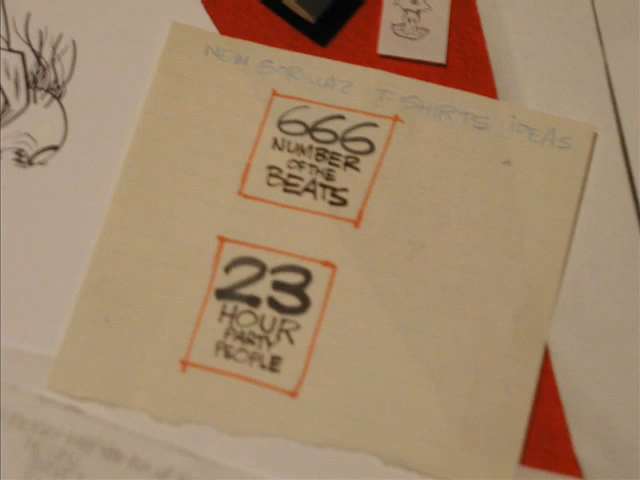 NEW GORILLAZ T-SHIRTS iDEAS
666
NUMBER
OF THE
BEATS
23
HOUR
PARTY
PEOPLE